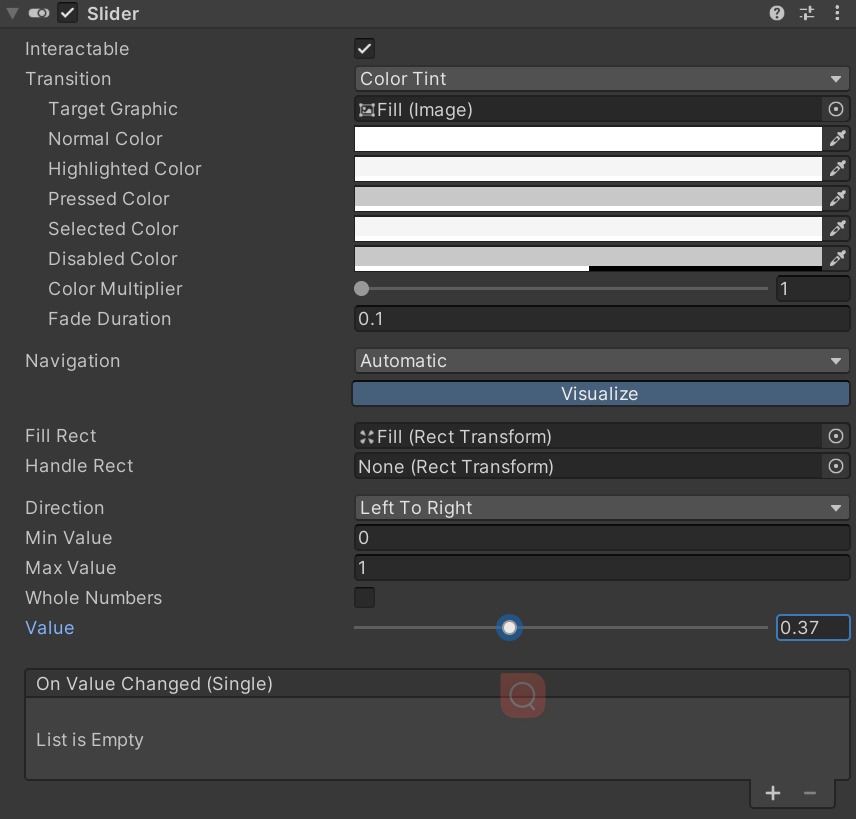 Slider
Interactable
Transition Color Tint
Target Graphic Fill (Image)
Normal Color
Highlighted Color
Pressed Color
Selected Color
Disabled Color
Color Multiplier 1
Fade Duration 0.1
Navigation Automatic
Visualize
Fill Rect Fill (Rect Transform)
Handle Rect None (Rect Transform)
Direction Left To Right
Min Value 0
Max Value 1
Whole Numbers
Value 0.37
On Value Changed (Single)
List is Empty